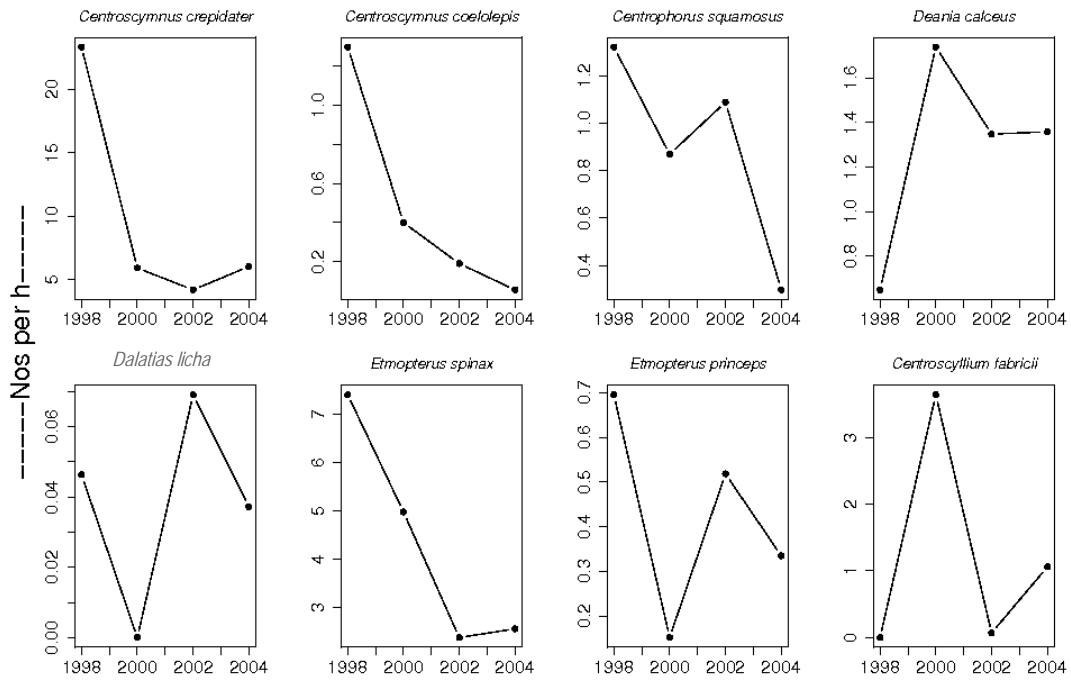 Centroscymnus crepidater
Centroscymnus coelolepis
Centrophorus squamosus
Deania calceus
20
15
10
5
1998 2000 2002 2004
1.0
0.6
0.2
1998 2000 2002 2004
1.2
1.0
0.8
0.6
0.4
1998 2000 2002 2004
1.6
1.4
1.2
1.0
0.8
1998 2000 2002 2004
-----Nos per h------
Dalatias licha
Etmopterus spinax
Etmopterus princeps
Centroscyllium fabricii
0.06
0.04
0.02
0.00
1998 2000 2002 2004
7
6
5
4
3
1998 2000 2002 2004
0.7
0.6
0.5
0.4
0.3
0.2
1998 2000 2002 2004
3
2
1
0
1998 2000 2002 2004